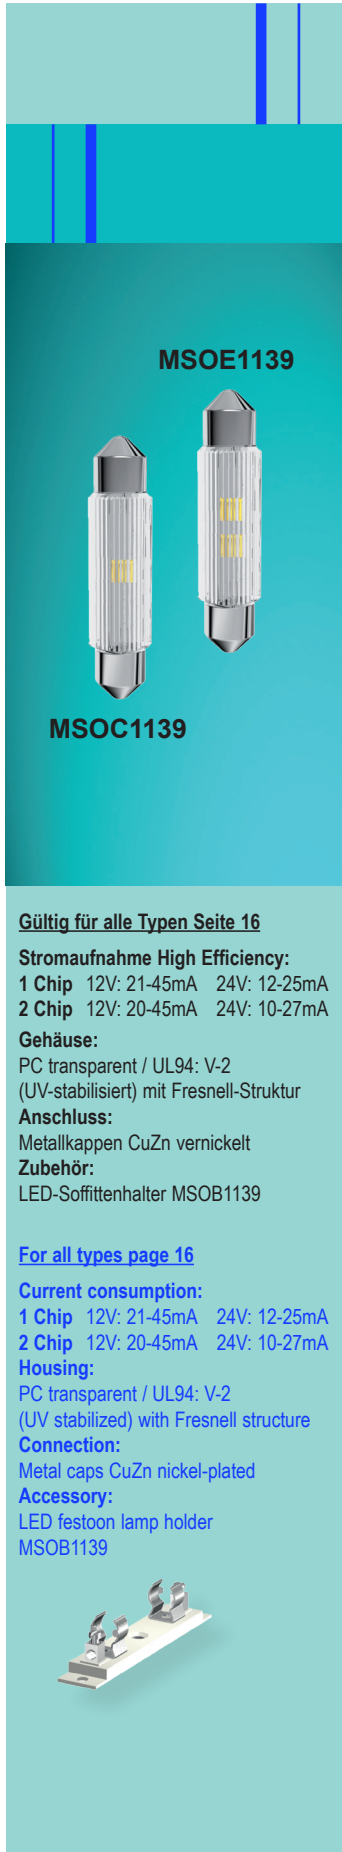 MSOE1139
MSOC1139
Gültig für alle Typen Seite 16
Stromaufnahme High Efficiency:
1 Chip 12V: 21-45mA 24V: 12-25mA
2 Chip 12V: 20-45mA 24V: 10-27mA
Gehäuse:
PC transparent / UL94: V-2
(UV-stabilisiert) mit Fresnell-Struktur
Anschluss:
Metallkappen CuZn vernickelt
Zubehör:
LED-Soffittenhalter MSOB1139
For all types page 16
Current consumption:
1 Chip 12V: 21-45mA 24V: 12-25mA
2 Chip 12V: 20-45mA 24V: 10-27mA
Housing:
PC transparent / UL94: V-2
(UV stabilized) with Fresnell structure
Connection:
Metal caps CuZn nickel-plated
Accessory:
LED festoon lamp holder
MSOB1139